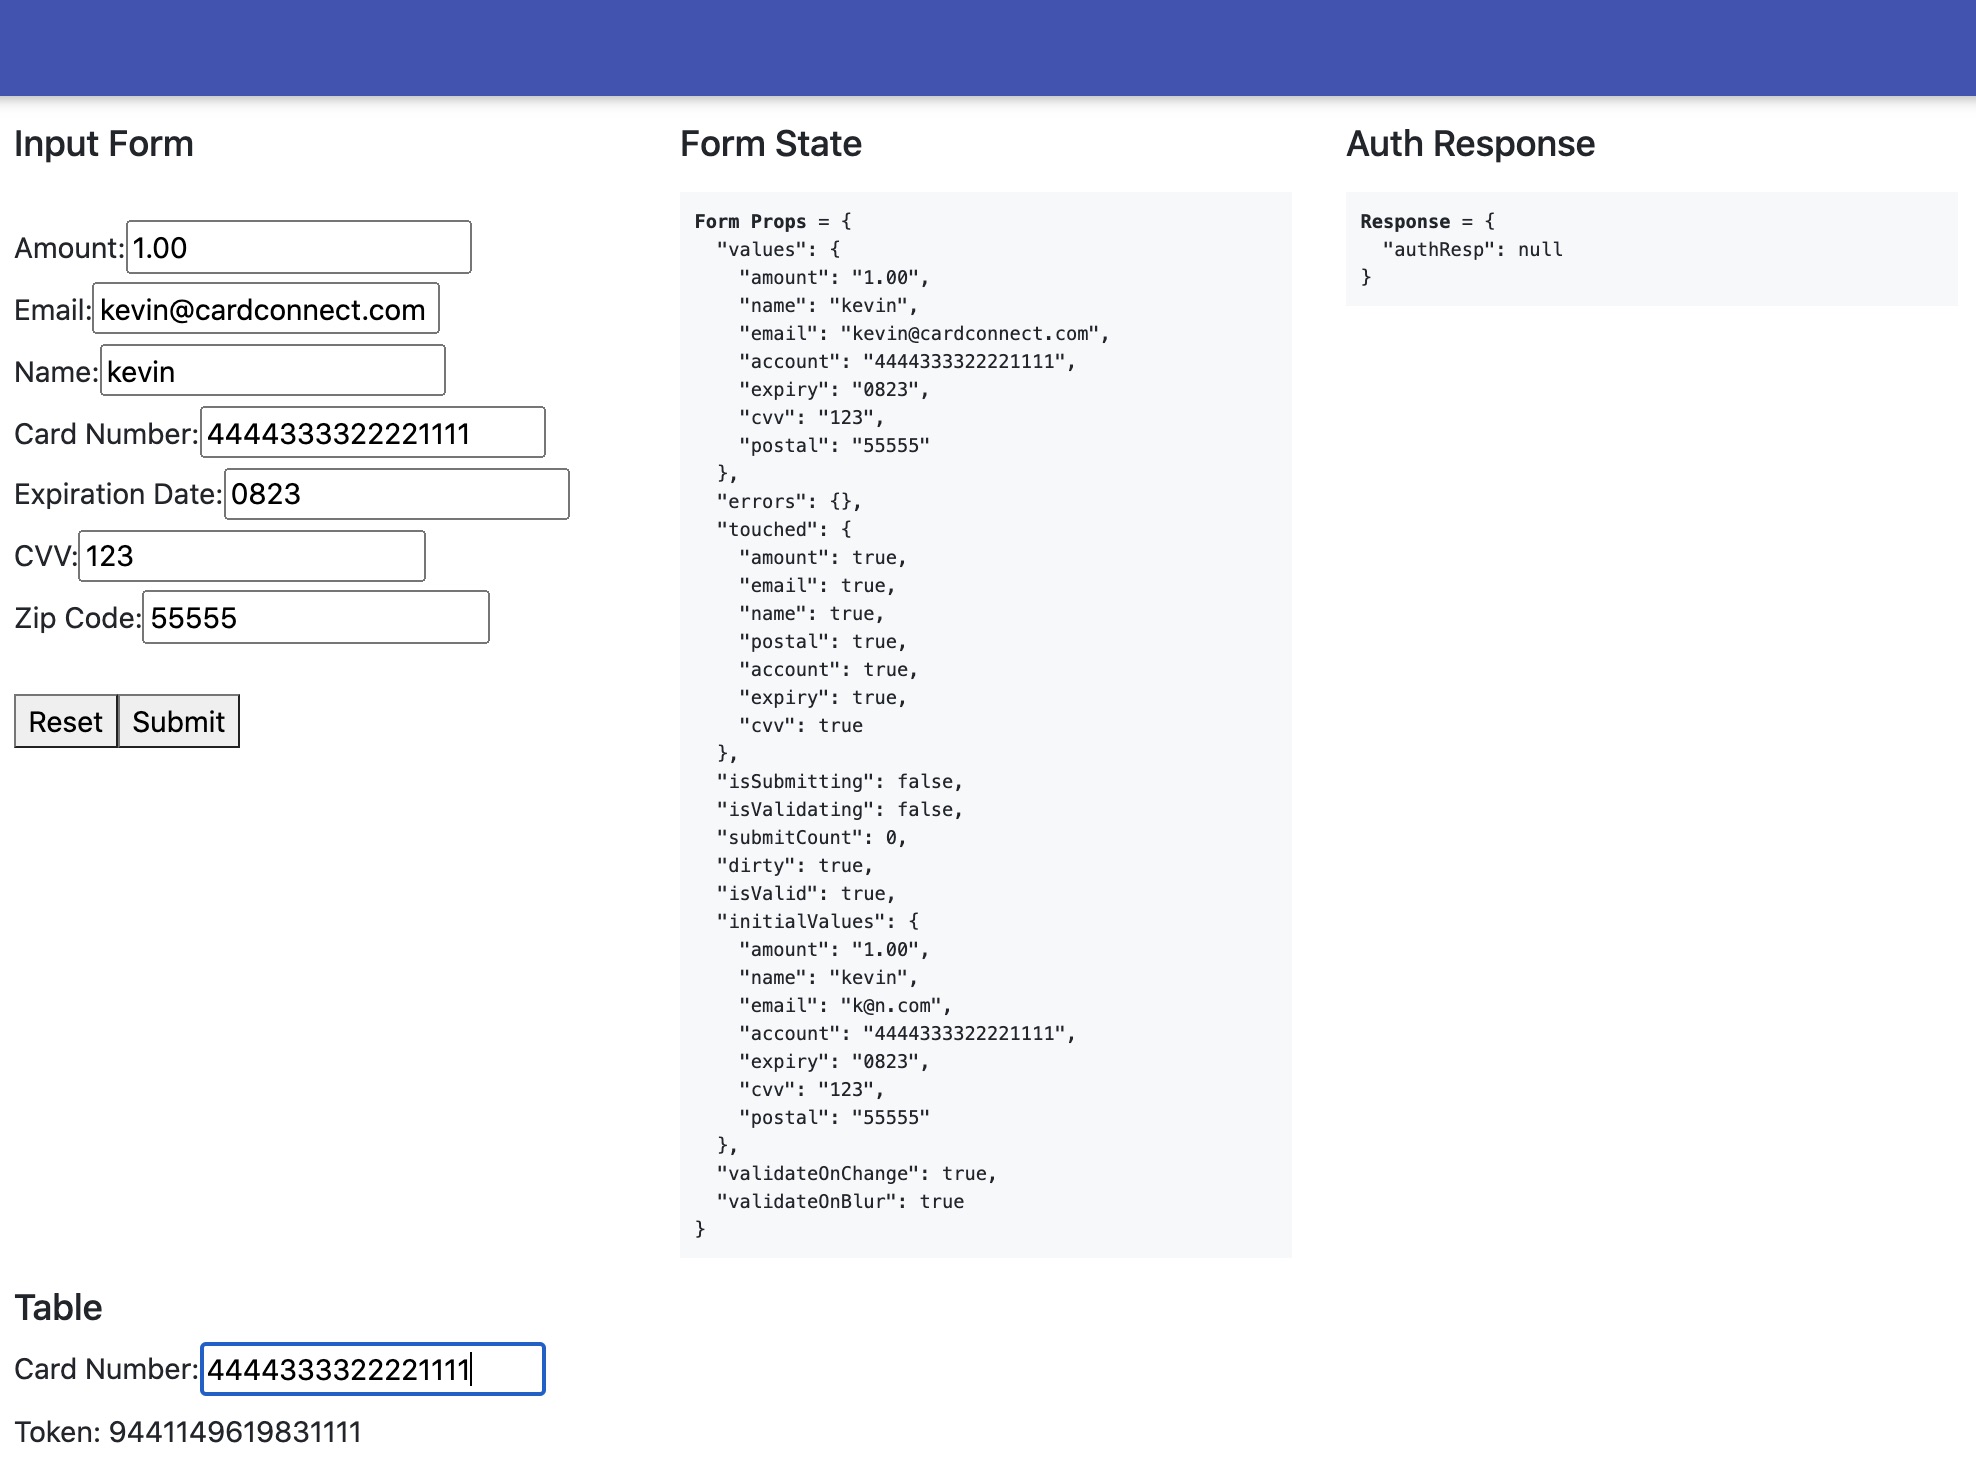 Input Form
Amount: 1.00
Email: kevin@cardconnect.com
Name: kevin
Card Number: 4444333322221111
Expiration Date: 0823
CVV: 123
Zip Code: 55555
Reset Submit
Form State
Form Props = {
  "values": {
    "amount": "1.00",
    "name": "kevin",
    "email": "kevin@cardconnect.com",
    "account": "4444333322221111",
    "expiry": "0823",
    "cvv": "123",
    "postal": "55555"
  },
  "errors": {},
  "touched": {
    "amount": true,
    "email": true,
    "name": true,
    "postal": true,
    "account": true,
    "expiry": true,
    "cvv": true
  },
  "isSubmitting": false,
  "isValidating": false,
  "submitCount": 0,
  "dirty": true,
  "isValid": true,
  "initialValues": {
    "amount": "1.00",
    "name": "kevin",
    "email": "k@n.com",
    "account": "4444333322221111",
    "expiry": "0823",
    "cvv": "123",
    "postal": "55555"
  },
  "validateOnChange": true,
  "validateOnBlur": true
}
Auth Response
Response = {
  "authResp": null
}
Table
Card Number: 4444333322221111
Token: 9441149619831111